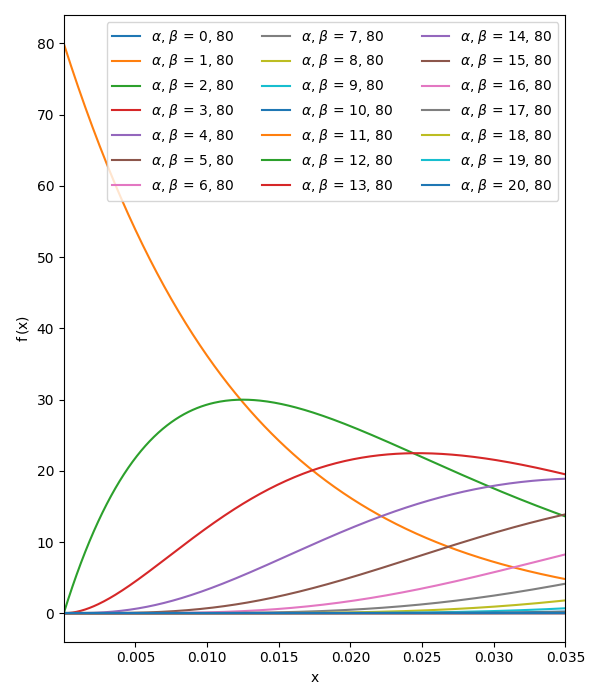 80
70
60
50
40
30
20
10
0
f (x)
α, β = 0, 80
α, β = 1, 80
α, β = 2, 80
α, β = 3, 80
α, β = 4, 80
α, β = 5, 80
α, β = 6, 80
α, β = 7, 80
α, β = 8, 80
α, β = 9, 80
α, β = 10, 80
α, β = 11, 80
α, β = 12, 80
α, β = 13, 80
α, β = 14, 80
α, β = 15, 80
α, β = 16, 80
α, β = 17, 80
α, β = 18, 80
α, β = 19, 80
α, β = 20, 80
0.005 0.010 0.015 0.020 0.025 0.030 0.035
x